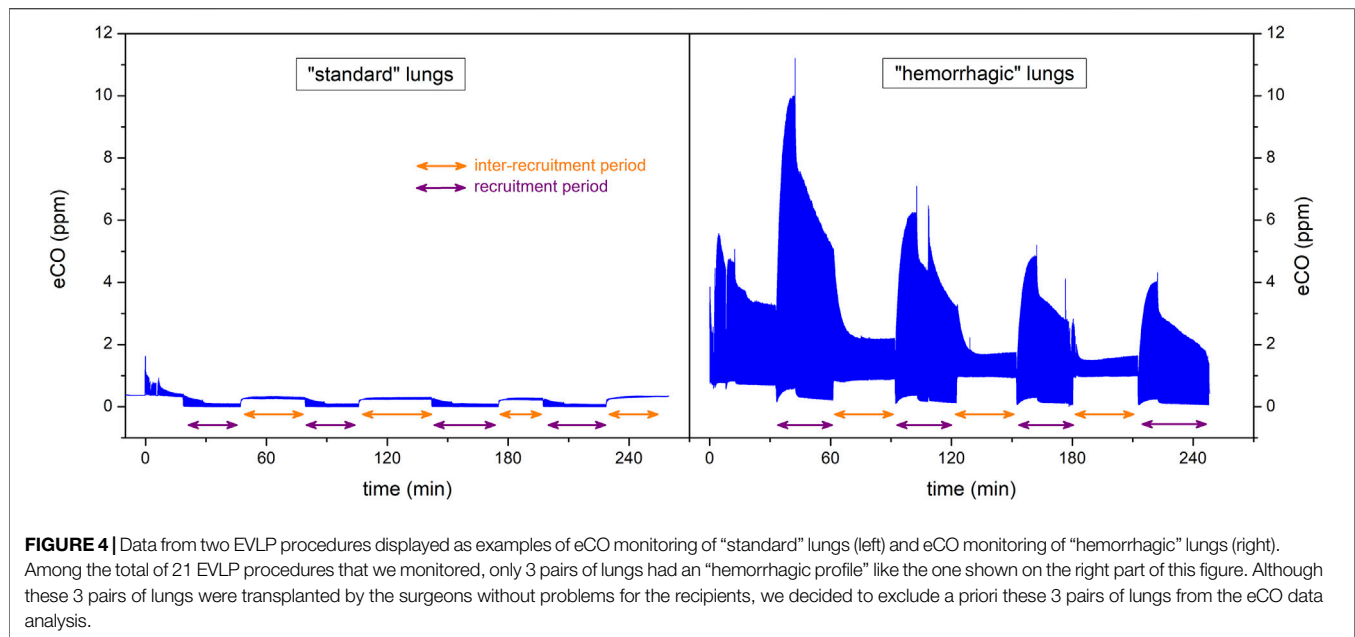 12
10
8
6
4
2
0
eCO (ppm)
"standard" lungs
inter-recruitment period
recruitment period
0 60 120 180 240
time (min)
"hemorrhagic" lungs
12
10
8
6
4
2
0
eCO (ppm)
0 60 120 180 240
time (min)
FIGURE 4 | Data from two EVLP procedures displayed as examples of eCO monitoring of “standard” lungs (left) and eCO monitoring of “hemorrhagic” lungs (right).
Among the total of 21 EVLP procedures that we monitored, only 3 pairs of lungs had an “hemorrhagic profile” like the one shown on the right part of this figure. Although
these 3 pairs of lungs were transplanted by the surgeons without problems for the recipients, we decided to exclude a priori these 3 pairs of lungs from the eCO data
analysis.